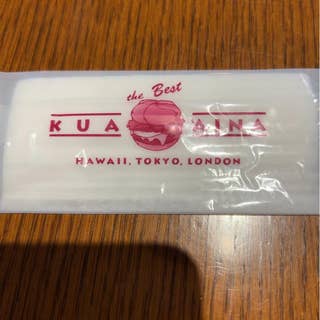 the Best
KUA AINA
HAWAII, TOKYO, LONDON